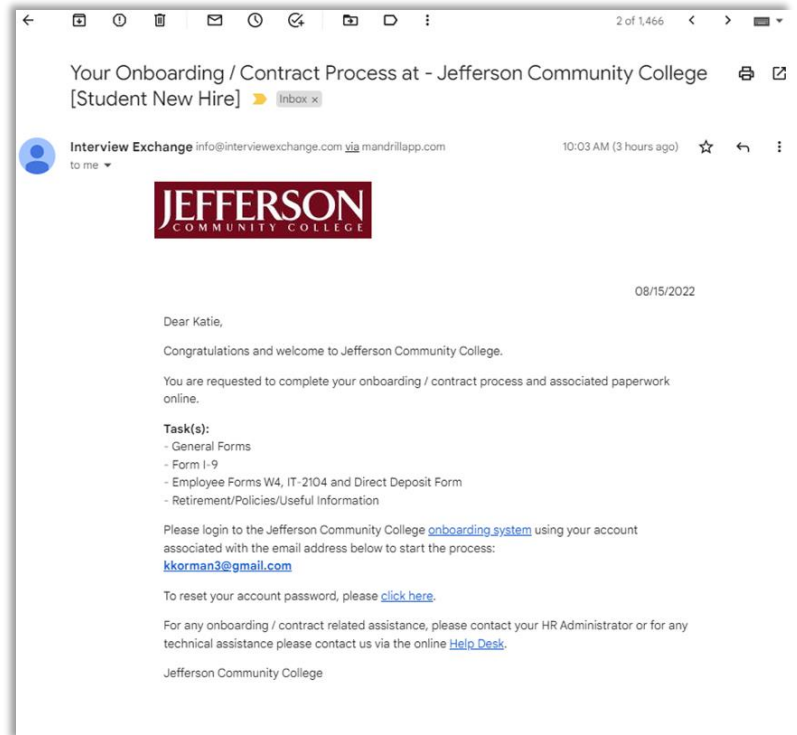 2 of 1,466
Your Onboarding / Contract Process at - Jefferson Community College
[Student New Hire] Inbox x
Interview Exchange info@interviewexchange.com via mandrillapp.com 10:03 AM (3 hours ago)
to me
JEFFERSON
COMMUNITY COLLEGE
08/15/2022
Dear Katie,
Congratulations and welcome to Jefferson Community College.
You are requested to complete your onboarding / contract process and associated paperwork
online.
Task(s):
- General Forms
- Form I-9
- Employee Forms W4, IT-2104 and Direct Deposit Form
- Retirement/Policies/Useful Information
Please login to the Jefferson Community College onboarding system using your account
associated with the email address below to start the process:
kkorman3@gmail.com
To reset your account password, please click here.
For any onboarding / contract related assistance, please contact your HR Administrator or for any
technical assistance please contact us via the online Help Desk.
Jefferson Community College